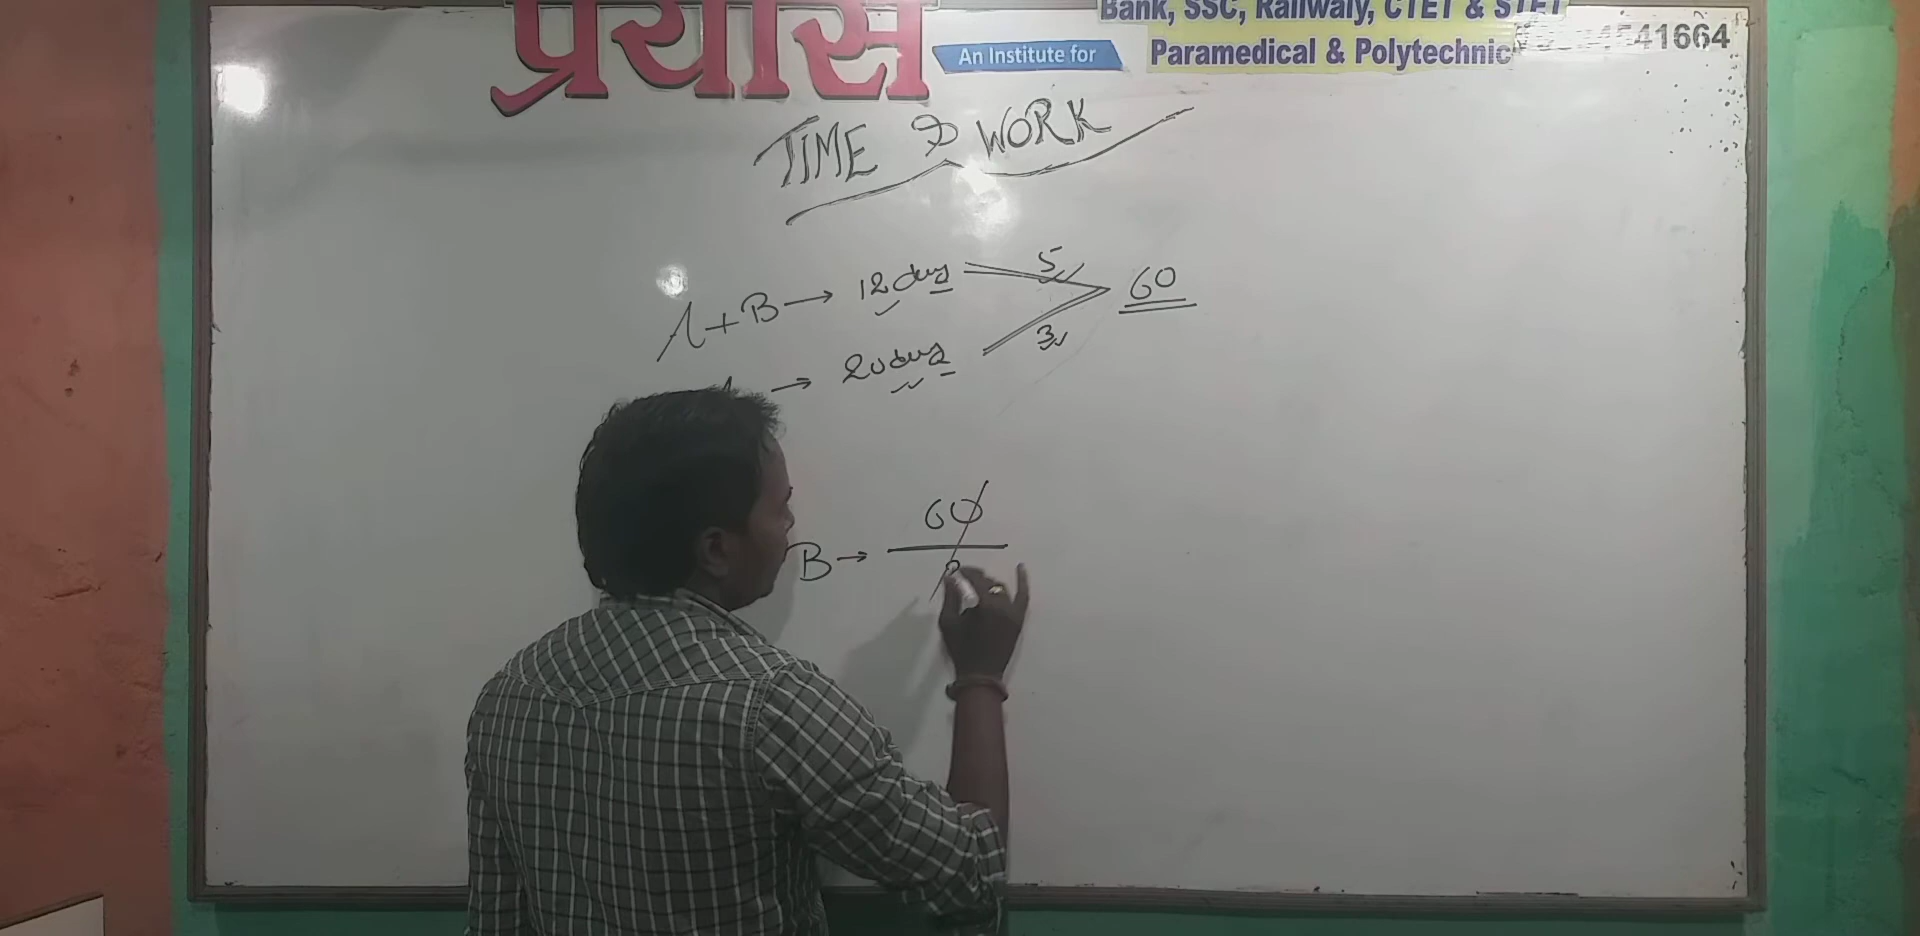 प्रयास
Bank, SSC, Railway, CTET & STET
An Institute for
Paramedical & Polytechnic
41664
TIME & WORK
A+B → 12 days 5 60
→ 20 days 3
B → 60